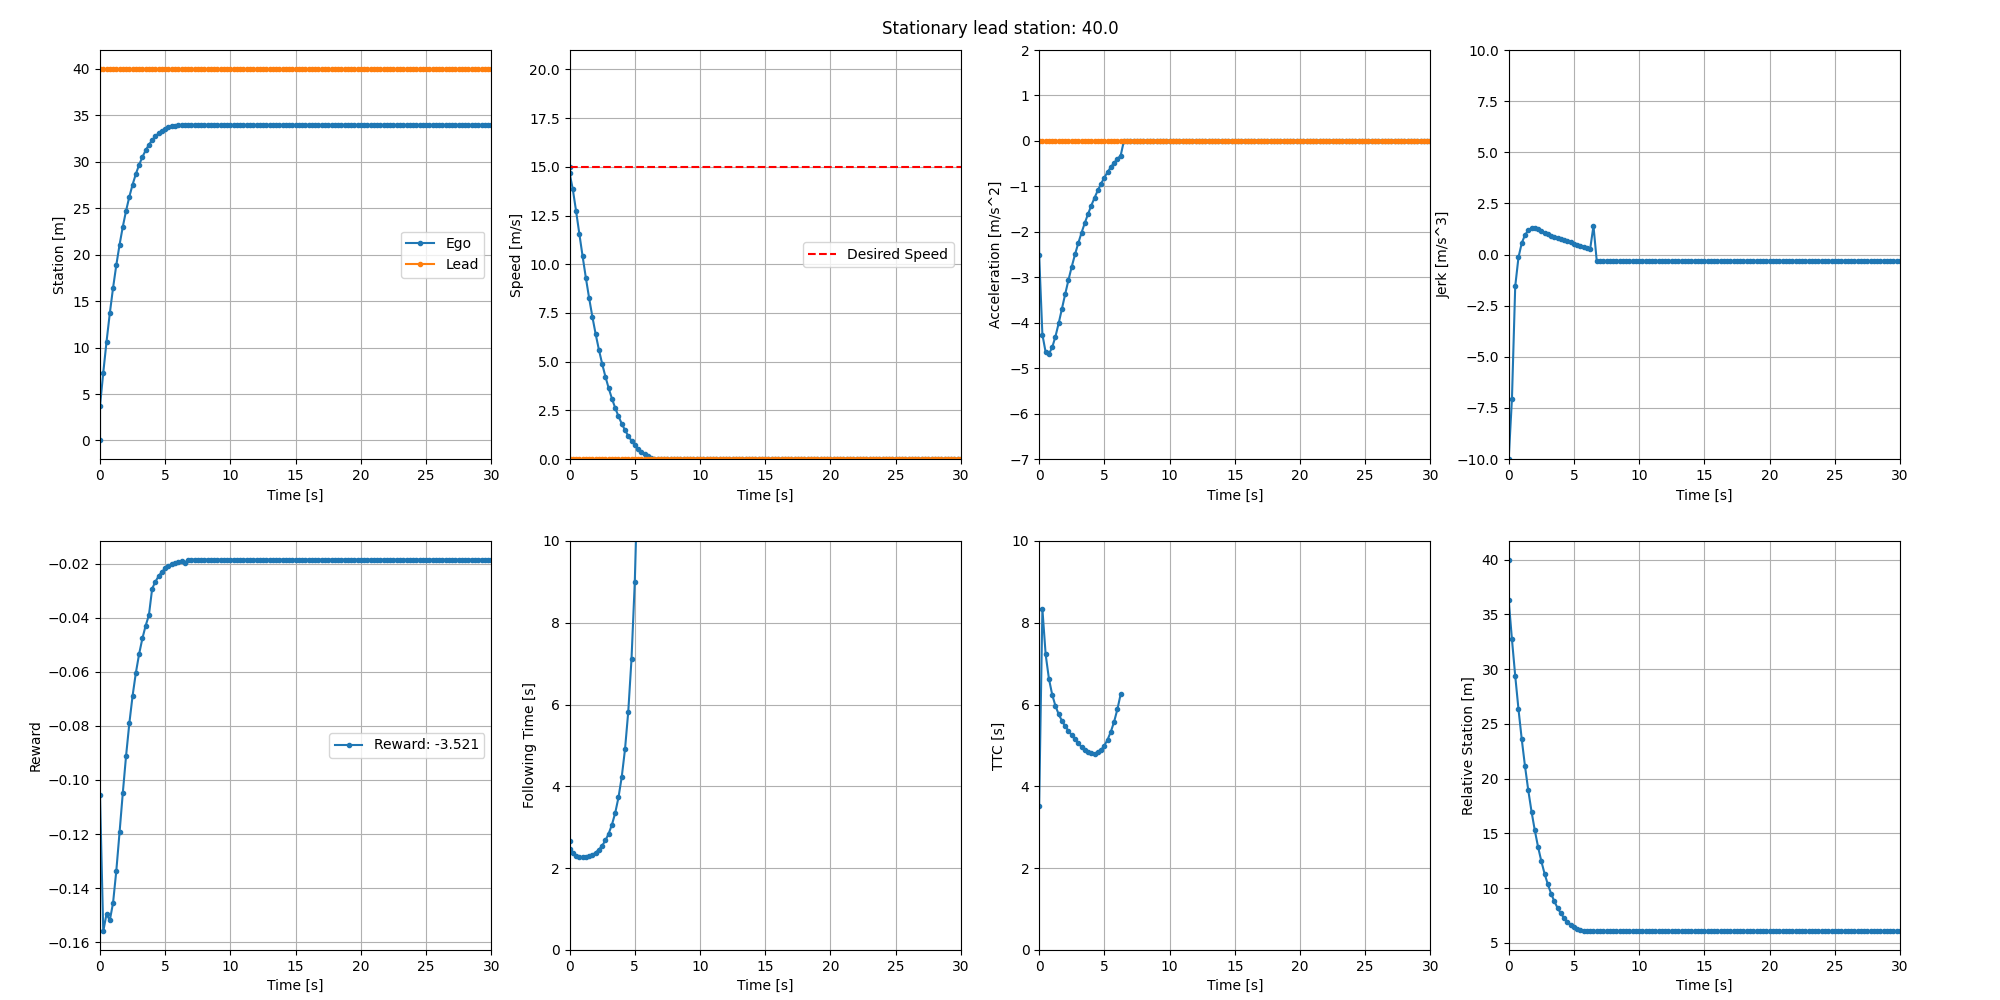 Stationary lead station: 40.0
Station [m]
40
35
30
25
20
15
10
5
0
Ego
Lead
0 5 10 15 20 25 30
Time [s]
Speed [m/s]
20.0
17.5
15.0
12.5
10.0
7.5
5.0
2.5
0.0
Desired Speed
0 5 10 15 20 25 30
Time [s]
Acceleration [m/s^2]
2
1
0
−1
−2
−3
−4
−5
−6
−7
0 5 10 15 20 25 30
Time [s]
Jerk [m/s^3]
10.0
7.5
5.0
2.5
0.0
−2.5
−5.0
−7.5
−10.0
0 5 10 15 20 25 30
Time [s]
Reward
−0.02
−0.04
−0.06
−0.08
−0.10
−0.12
−0.14
−0.16
Reward: -3.521
0 5 10 15 20 25 30
Time [s]
Following Time [s]
10
8
6
4
2
0
0 5 10 15 20 25 30
Time [s]
TTC [s]
10
8
6
4
2
0
0 5 10 15 20 25 30
Time [s]
Relative Station [m]
40
35
30
25
20
15
10
5
0 5 10 15 20 25 30
Time [s]